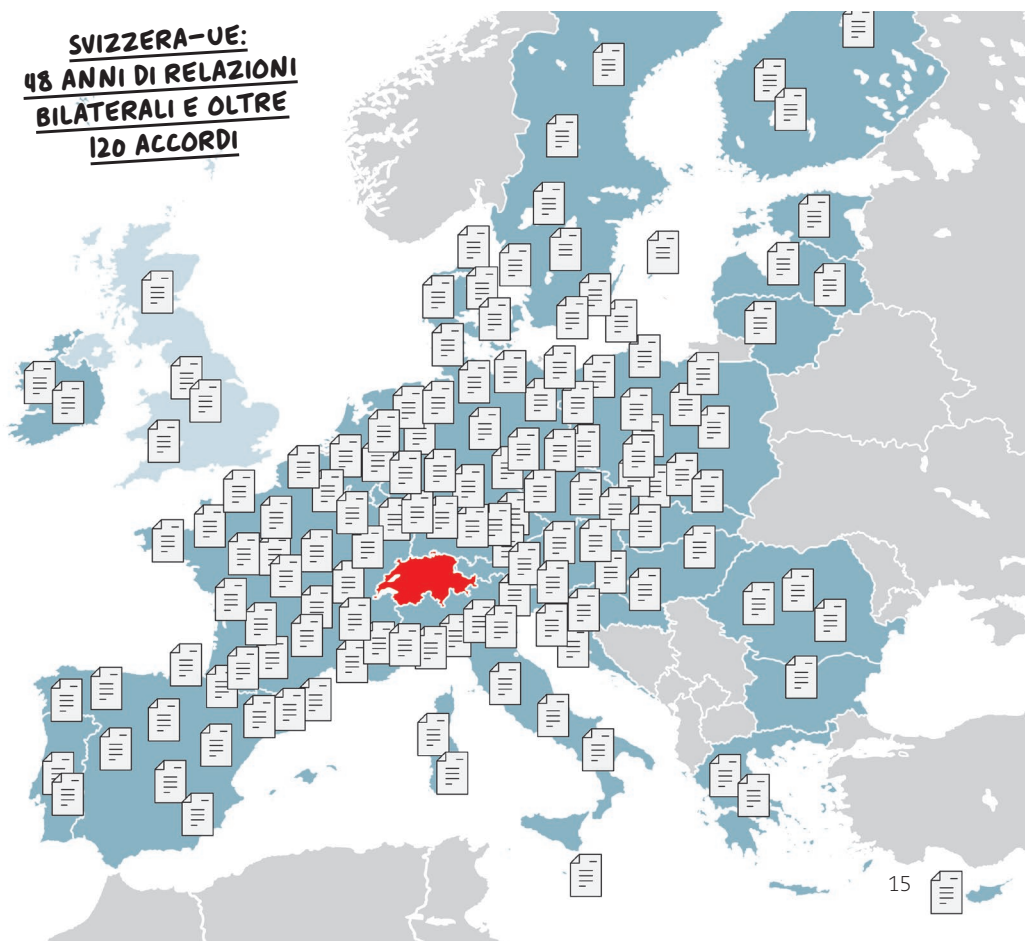 SVIZZERA-UE:
48 ANNI DI RELAZIONI
BILATERALI E OLTRE
120 ACCORDI
15